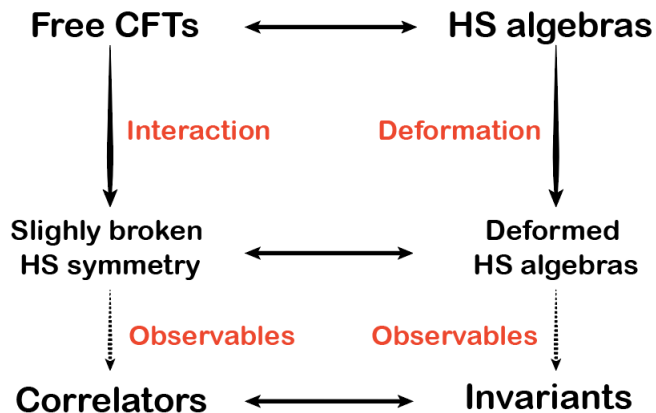 Free CFTs
HS algebras
Interaction
Deformation
Slighly broken
HS symmetry
Deformed
HS algebras
Observables
Observables
Correlators
Invariants